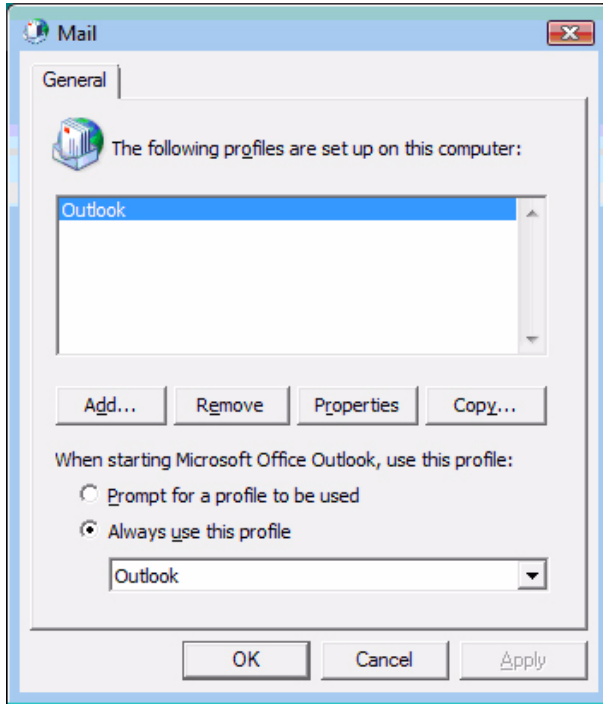 Mail
General
The following profiles are set up on this computer:
Outlook
Add...
Remove
Properties
Copy...
When starting Microsoft Office Outlook, use this profile:
Prompt for a profile to be used
Always use this profile
Outlook
OK
Cancel
Apply